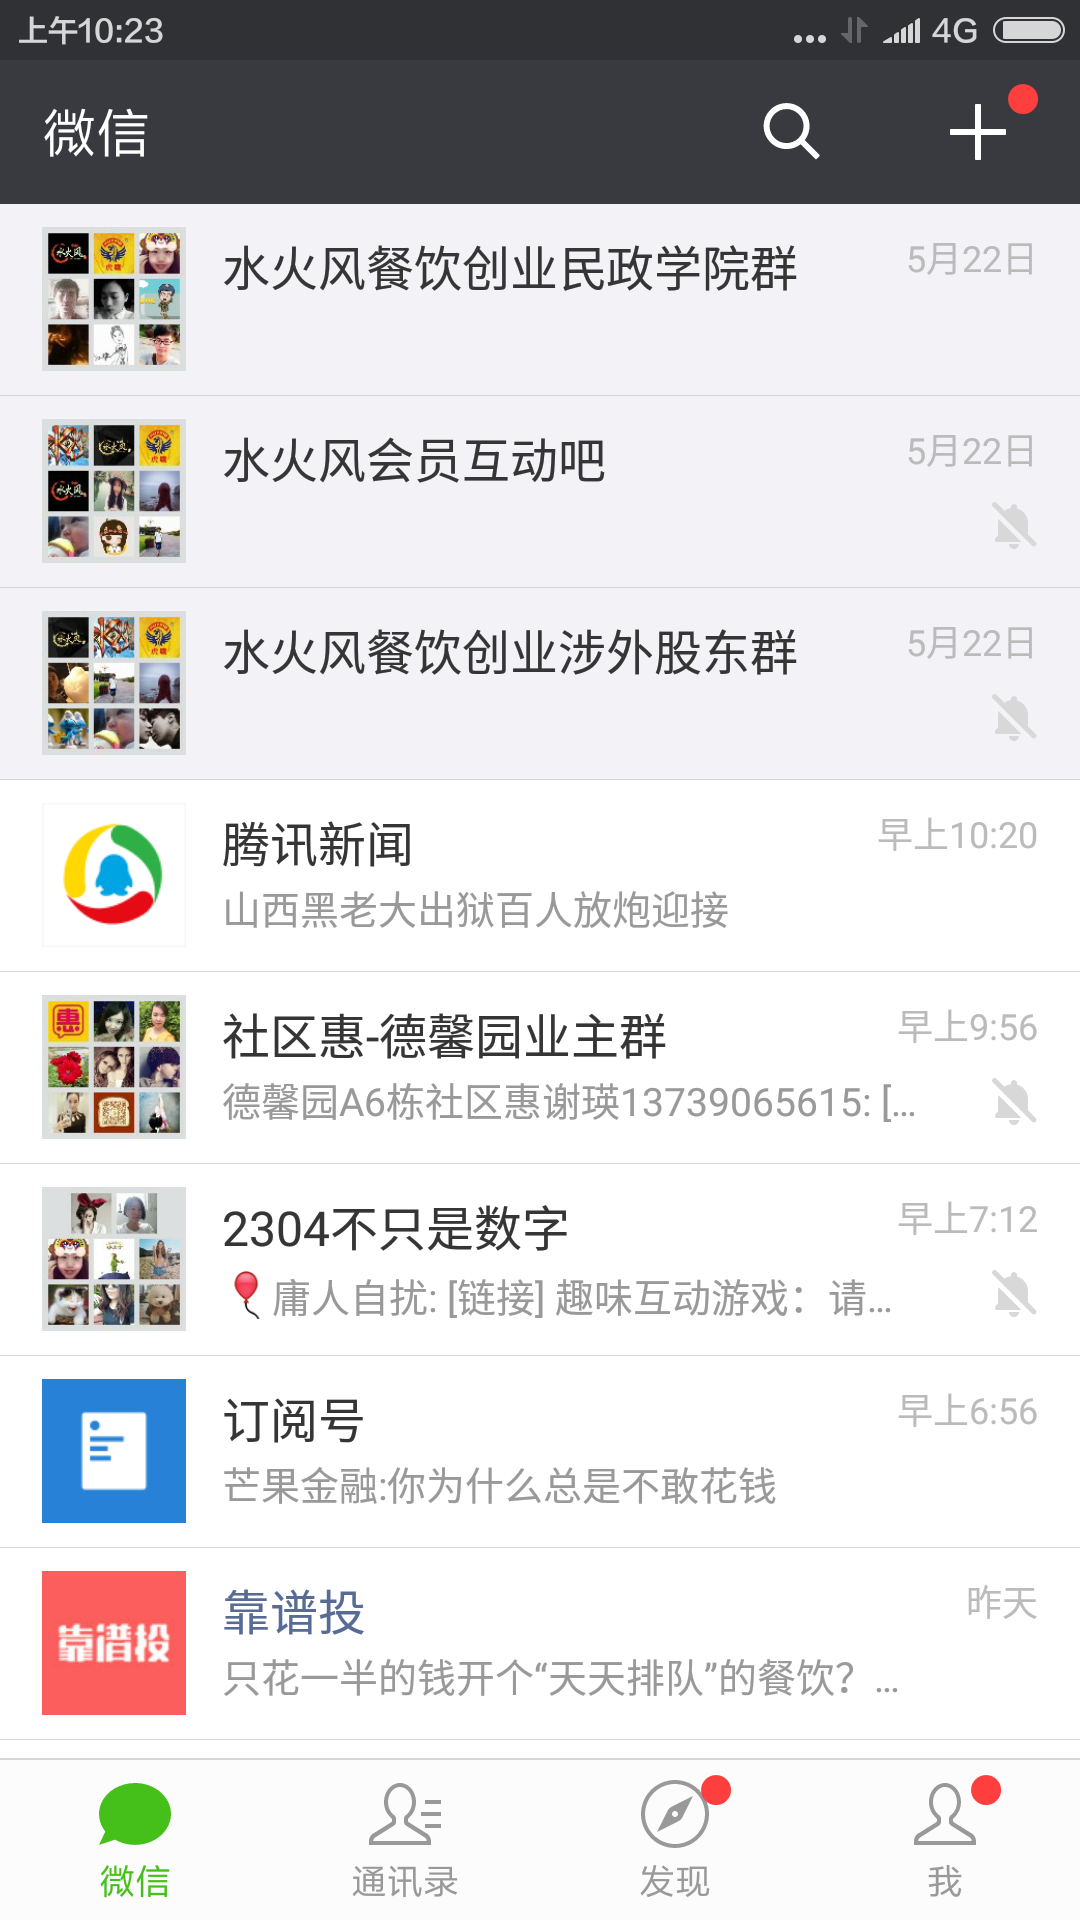 上午10:23
4G
微信
水火风餐饮创业民政学院群
5月22日
水火风会员互动吧
5月22日
水火风餐饮创业涉外股东群
5月22日
腾讯新闻
早上10:20
山西黑老大出狱百人放炮迎接
惠
社区惠-德馨园业主群
早上9:56
德馨园A6栋社区惠谢瑛13739065615: [...
2304不只是数字
早上7:12
庸人自扰: [链接] 趣味互动游戏：请...
订阅号
早上6:56
芒果金融:你为什么总是不敢花钱
靠谱投
靠谱投
昨天
只花一半的钱开个“天天排队”的餐饮？...
微信
通讯录
发现
我